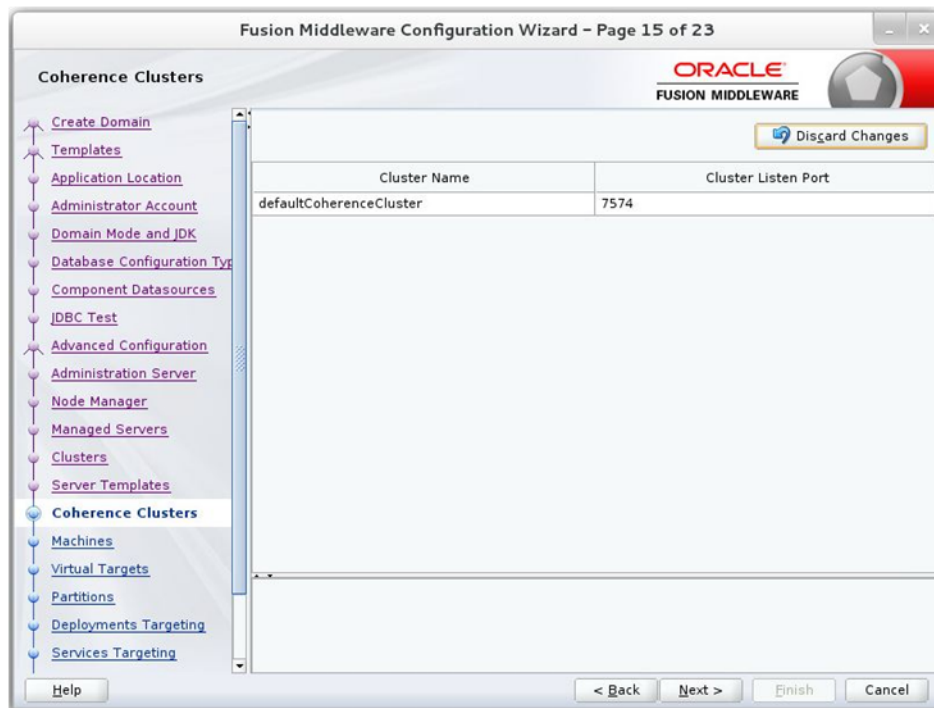 Fusion Middleware Configuration Wizard – Page 15 of 23
Coherence Clusters
ORACLE
FUSION MIDDLEWARE
Create Domain
Templates
Application Location
Administrator Account
Domain Mode and JDK
Database Configuration Typ
Component Datasources
JDBC Test
Advanced Configuration
Administration Server
Node Manager
Managed Servers
Clusters
Server Templates
Coherence Clusters
Machines
Virtual Targets
Partitions
Deployments Targeting
Services Targeting
Discard Changes
Cluster Name Cluster Listen Port
defaultCoherenceCluster 7574
Help < Back Next > Finish Cancel